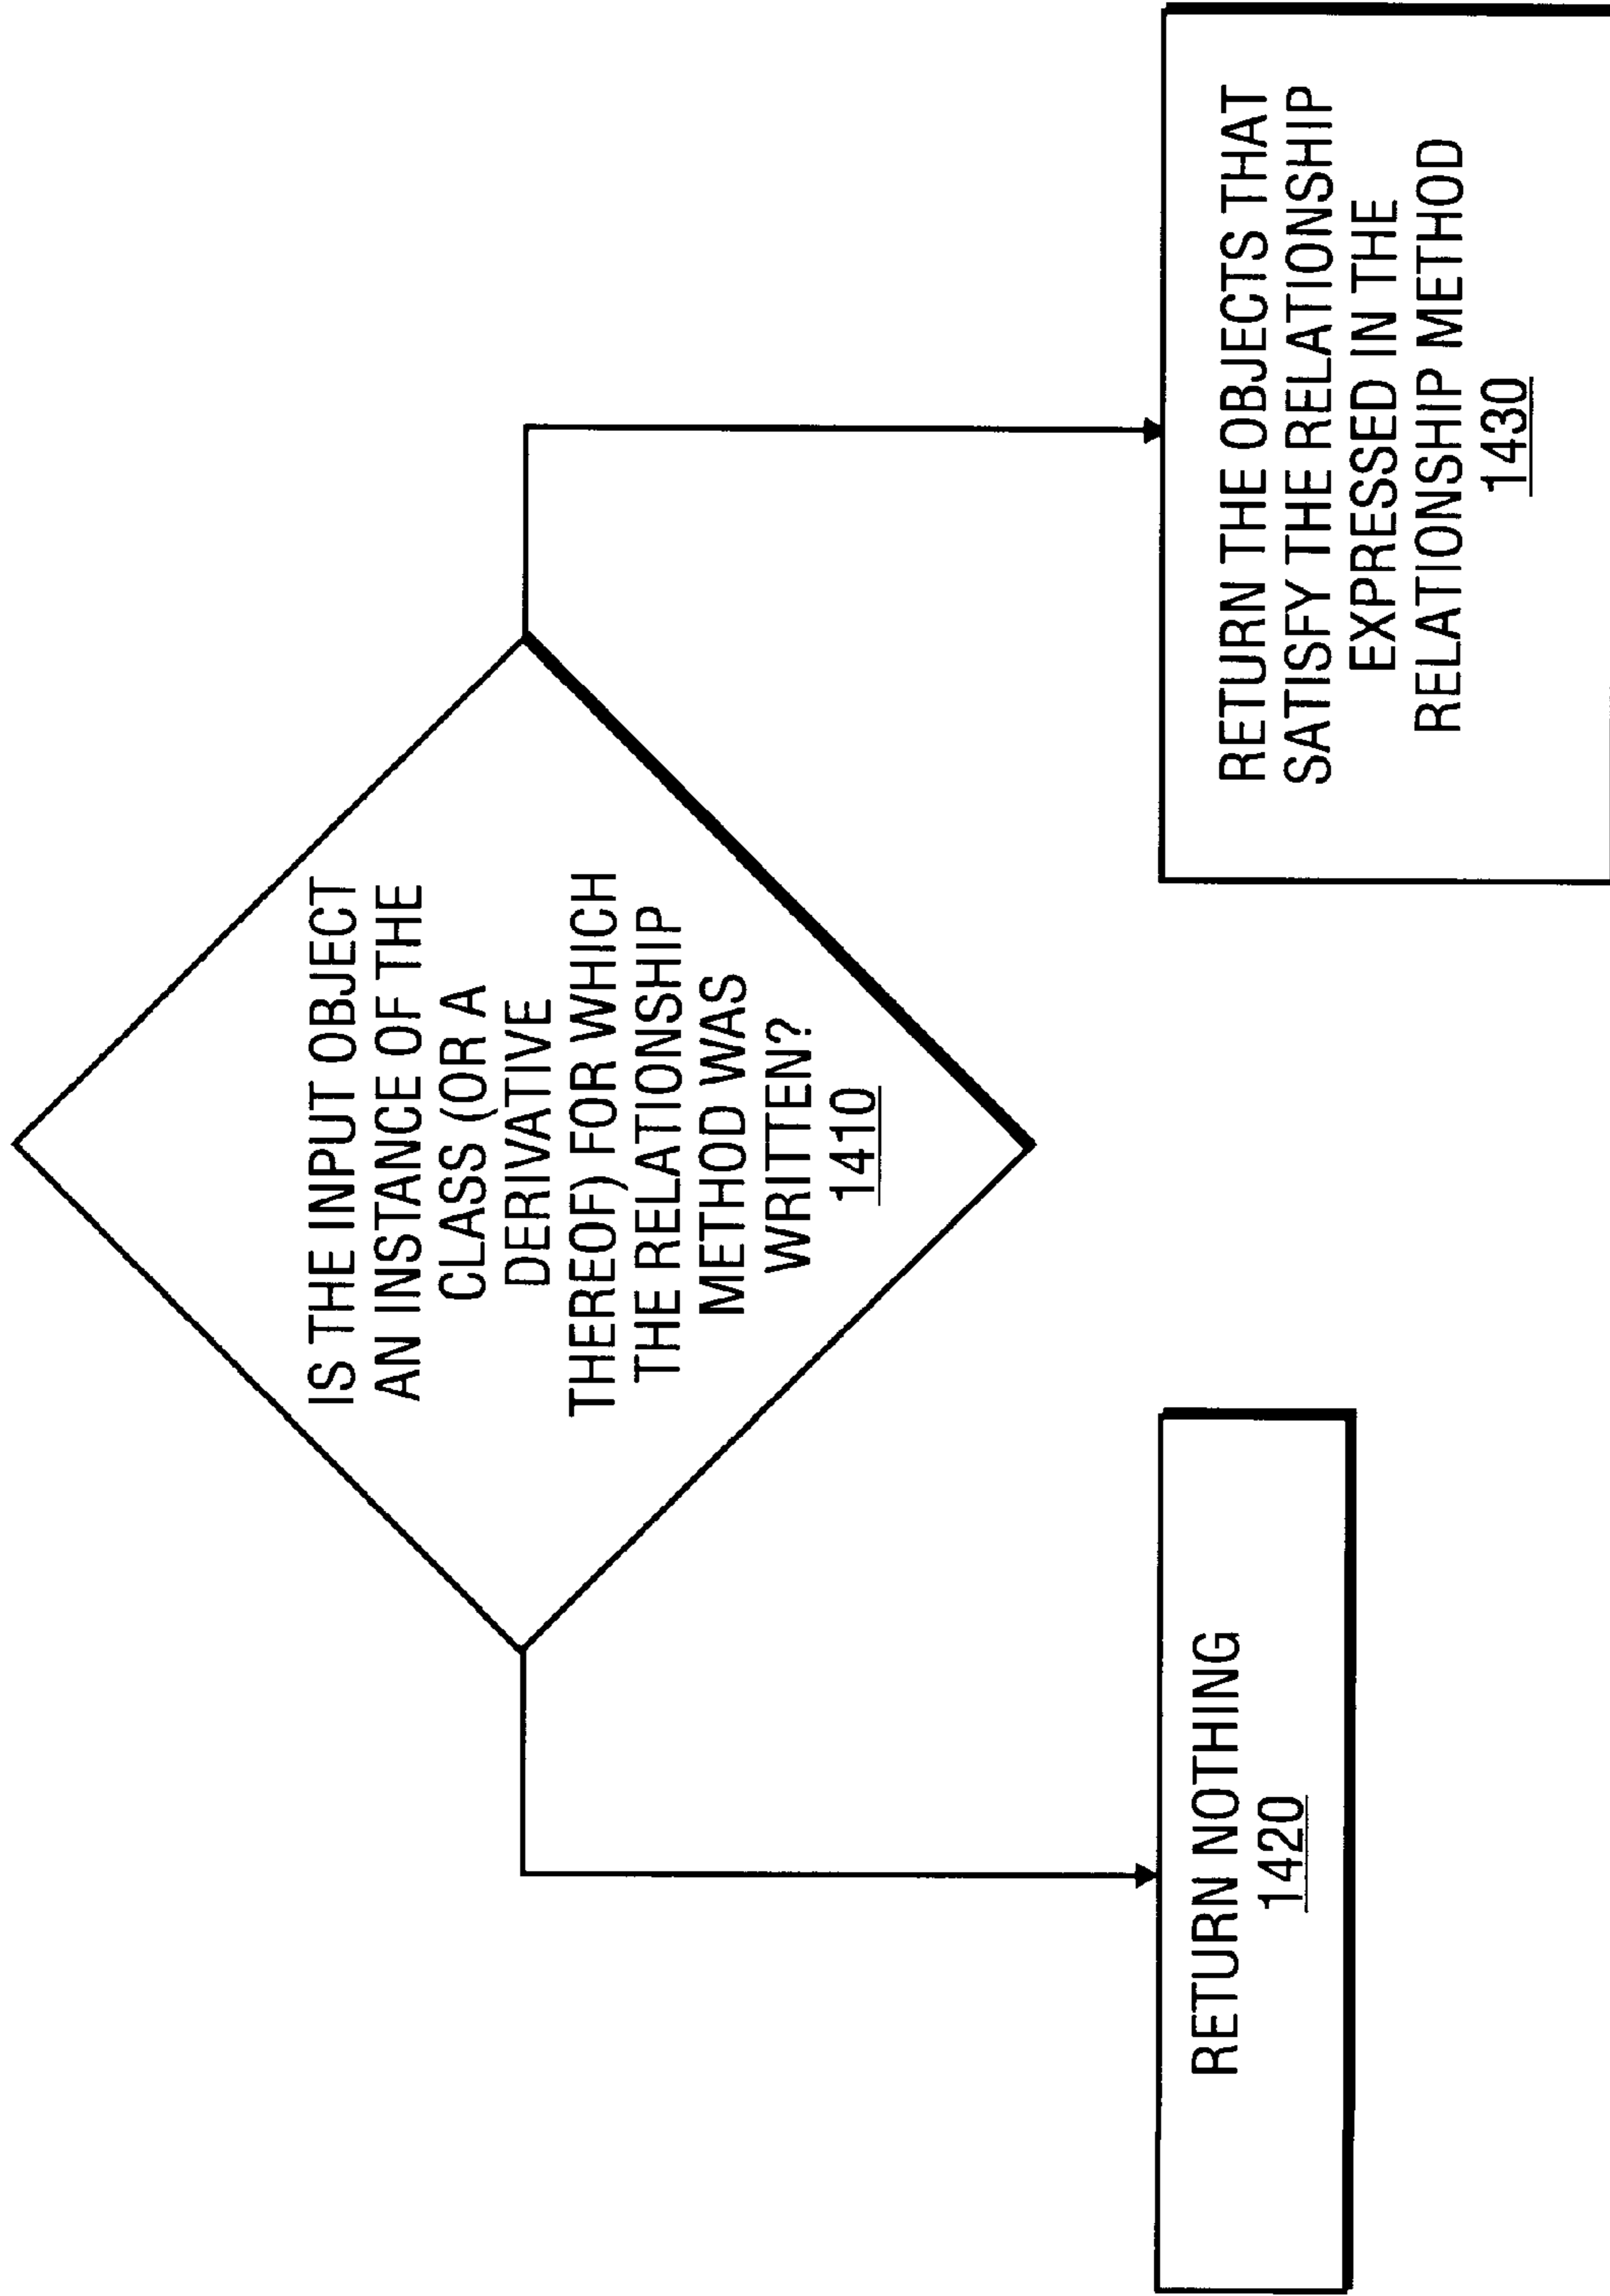 IS THE INPUT OBJECT
AN INSTANCE OF THE
CLASS (OR A
DERIVATIVE
THEREOF) FOR WHICH
THE RELATIONSHIP
METHOD WAS
WRITTEN?
1410
RETURN NOTHING
1420
RETURN THE OBJECTS THAT
SATISFY THE RELATIONSHIP
EXPRESSED IN THE
RELATIONSHIP METHOD
1430